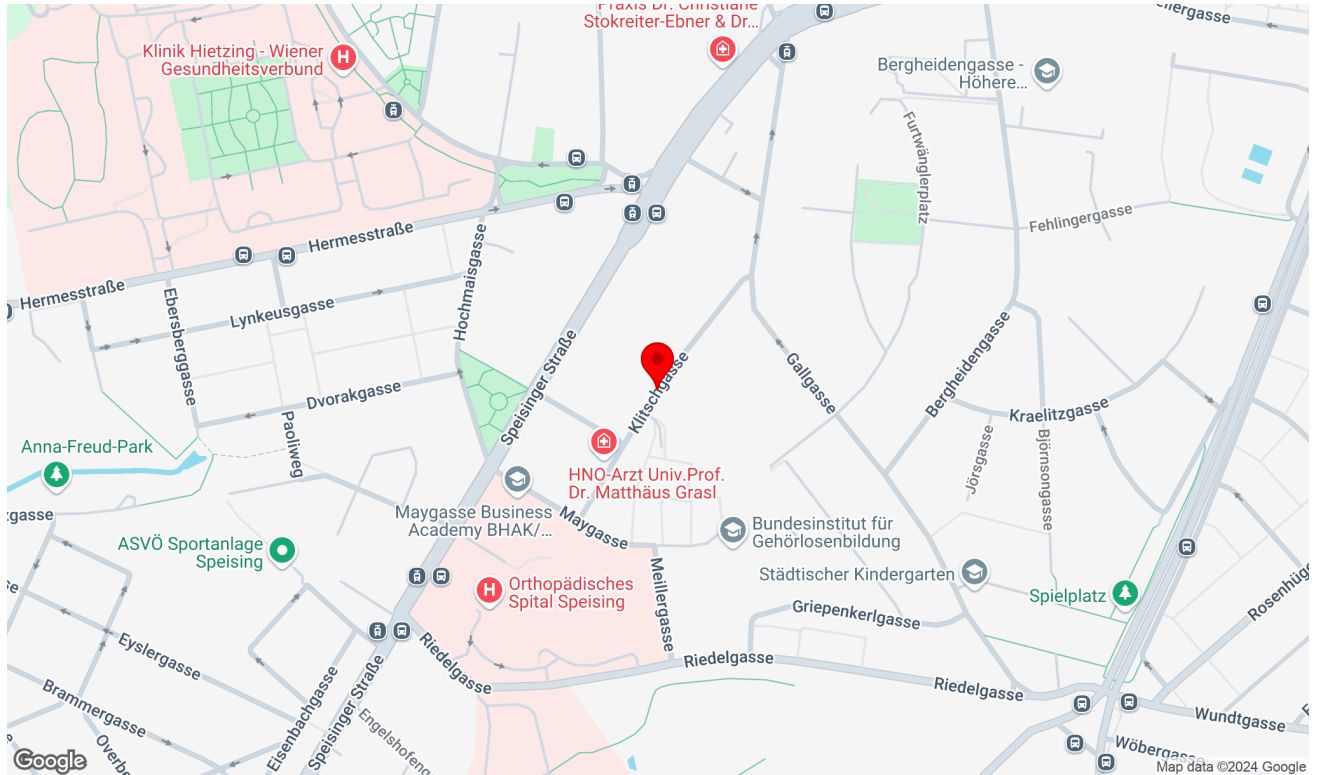 Praxis Dr. Christiane
Stokreiter-Ebner & Dr...
Klinik Hietzing - Wiener
Gesundheitsverbund
Bergheidengasse -
Höhere...
Furtwänglerplatz
Fehlingergasse
Hermesstraße
Hermesstraße
Hochmaisgasse
Ebersberggasse
Lynkeusgasse
Speisinger Straße
Klitschgasse
Gallgasse
Bergheidengasse
Dvorakgasse
Kraelitzgasse
Paoliweg
Jörsgasse
Björnsongasse
Anna-Freud-Park
HNO-Arzt Univ.Prof.
Dr. Matthäus Grasl
Maygasse Business
Academy BHAK/...
Maygasse
Bundesinstitut für
Gehörlosenbildung
ASVÖ Sportanlage
Speising
Meillergasse
Städtischer Kindergarten
Orthopädisches
Spital Speising
Spielplatz
Griepenkerlgasse
Eyslergasse
Riedelgasse
Riedelgasse
Riedelgasse
Brammergasse
Eisenbachgasse
Speisinger Straße
Wundtgasse
Wöbergasse
Google
Map data ©2024 Google